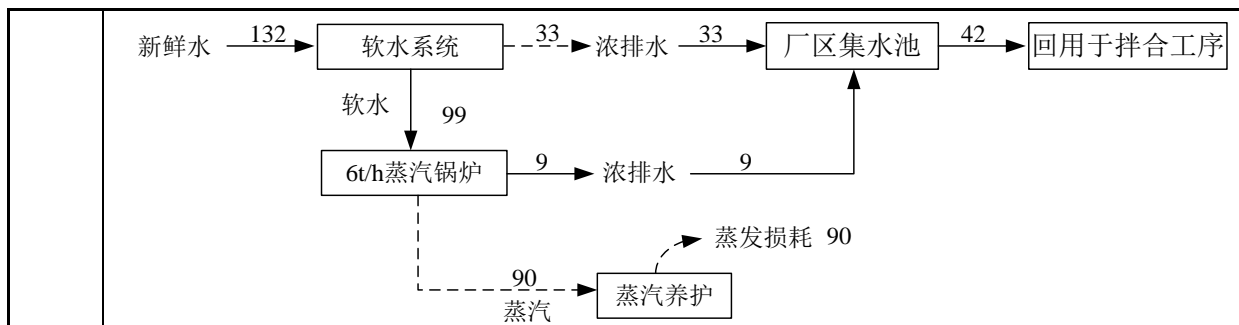 新鲜水 132 软水系统 33 浓排水 33 厂区集水池 42 回用于拌合工序
软水 99
6t/h蒸汽锅炉 9 浓排水 9
蒸发损耗 90
90 蒸汽养护
蒸汽